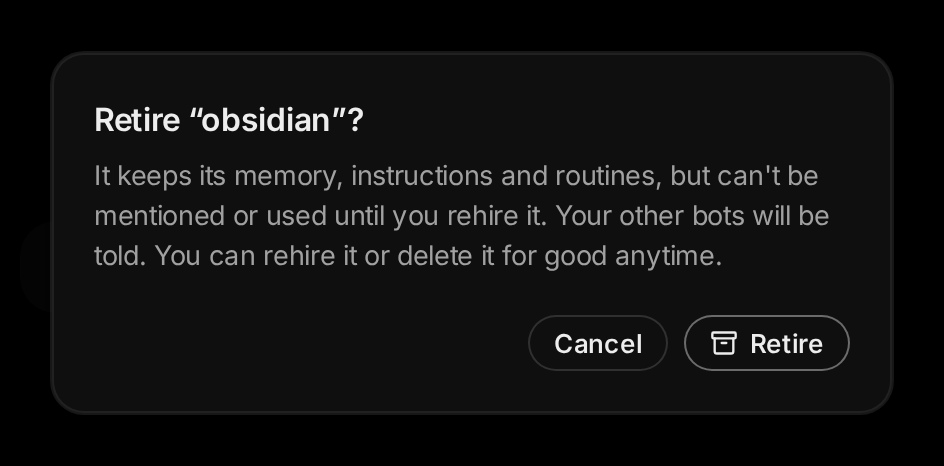 Retire “obsidian”?
It keeps its memory, instructions and routines, but can't be
mentioned or used until you rehire it. Your other bots will be
told. You can rehire it or delete it for good anytime.
Cancel
Retire